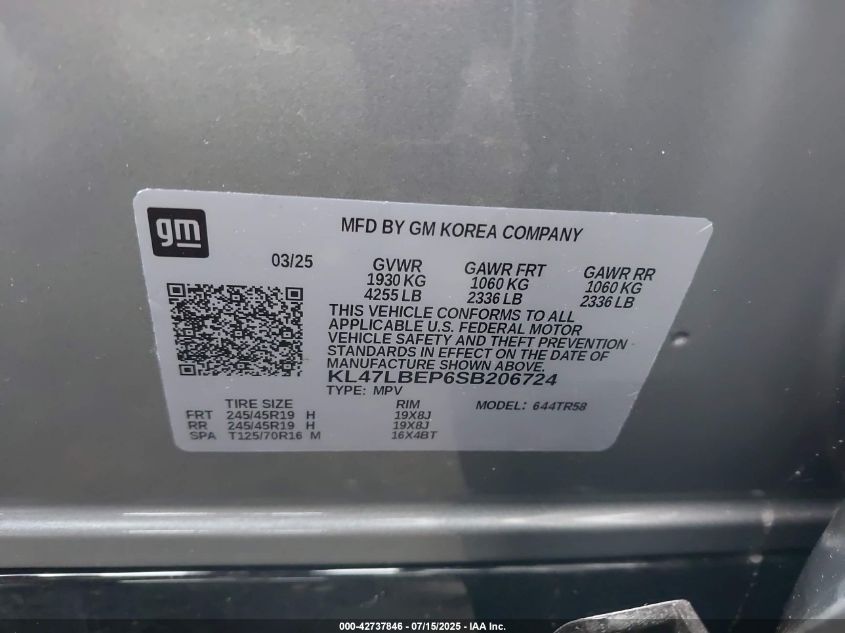 gm
MFD BY GM KOREA COMPANY
03/25 GVWR GAWR FRT GAWR RR
1930 KG 1060 KG 1060 KG
4255 LB 2336 LB 2336 LB
THIS VEHICLE CONFORMS TO ALL
APPLICABLE U.S. FEDERAL MOTOR
VEHICLE SAFETY AND THEFT PREVENTION
STANDARDS IN EFFECT ON THE DATE OF
MANUFACTURE SHOWN ABOVE.
KL47LBEP6SB206724
TYPE: MPV MODEL: 644TR58
TIRE SIZE RIM
FRT 245/45R19 H 19X8J
RR 245/45R19 H 19X8J
SPA T125/70R16 M 16X4BT
000-42737846 - 07/15/2025 - IAA Inc.